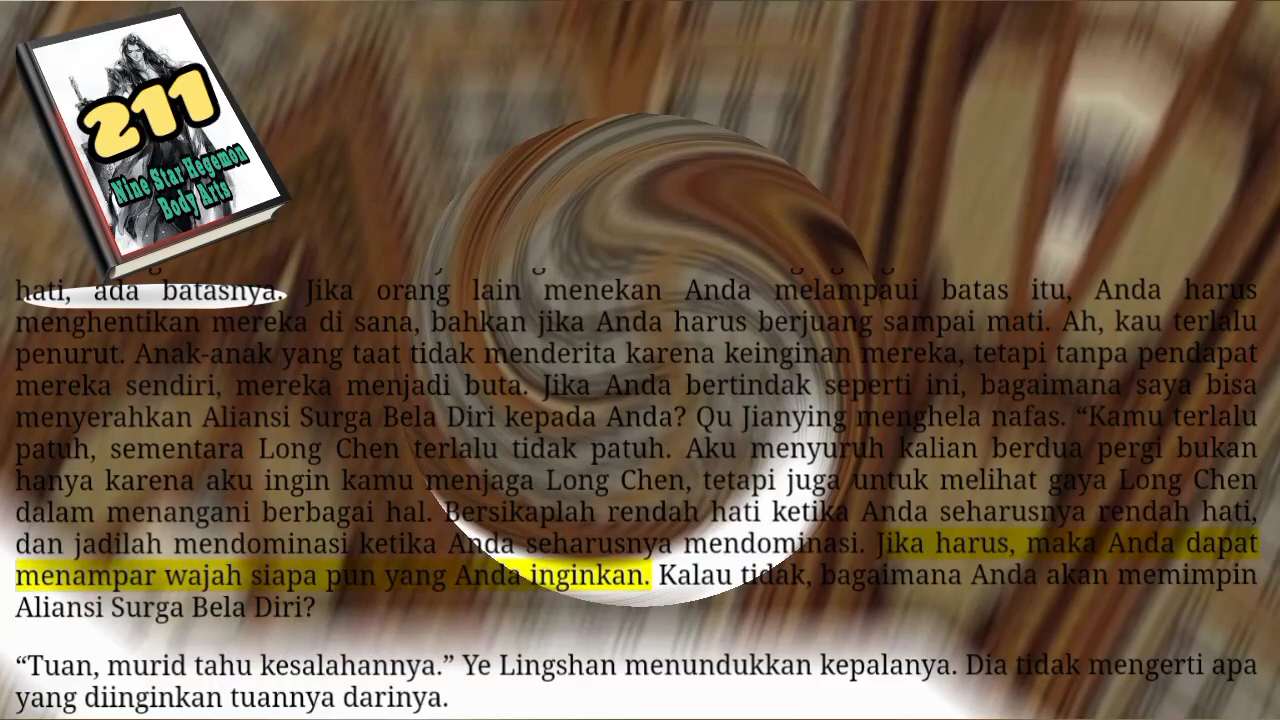 211
Nine Star Hegemon
Body Arts
hati, ada batasnya. Jika orang lain menekan Anda melampaui batas itu, Anda harus
menghentikan mereka di sana, bahkan jika Anda harus berjuang sampai mati. Ah, kau terlalu
penurut. Anak-anak yang taat tidak menderita karena keinginan mereka, tetapi tanpa pendapat
mereka sendiri, mereka menjadi buta. Jika Anda bertindak seperti ini, bagaimana saya bisa
menyerahkan Aliansi Surga Bela Diri kepada Anda? Qu Jianying menghela nafas. “Kamu terlalu
patuh, sementara Long Chen terlalu tidak patuh. Aku menyuruh kalian berdua pergi bukan
hanya karena aku ingin kamu menjaga Long Chen, tetapi juga untuk melihat gaya Long Chen
dalam menangani berbagai hal. Bersikaplah rendah hati ketika Anda seharusnya rendah hati,
dan jadilah mendominasi ketika Anda seharusnya mendominasi. Jika harus, maka Anda dapat
menampar wajah siapa pun yang Anda inginkan. Kalau tidak, bagaimana Anda akan memimpin
Aliansi Surga Bela Diri?
“Tuan, murid tahu kesalahannya.” Ye Lingshan menundukkan kepalanya. Dia tidak mengerti apa
yang diinginkan tuannya darinya.